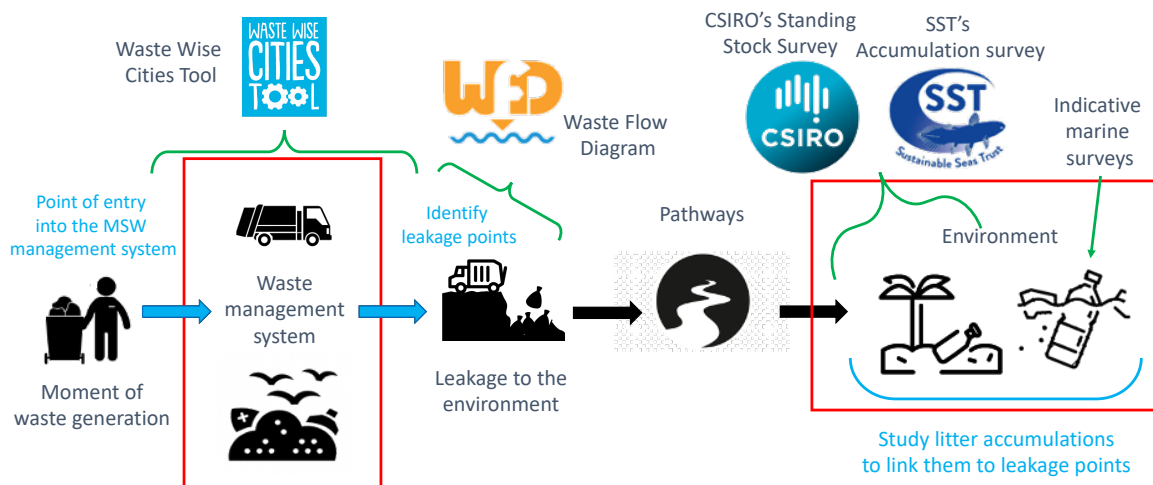 Waste Wise
Cities Tool
WASTE WISE
CITIES
TOOL
WFD
Waste Flow
Diagram
CSIRO's Standing
Stock Survey
CSIRO
SST's
Accumulation survey
SST
Sustainable Seas Trust
Indicative
marine
surveys
Point of entry
into the MSW
management system
Identify
leakage points
Pathways
Environment
Waste
management
system
Moment of
waste generation
Leakage to the
environment
Study litter accumulations
to link them to leakage points